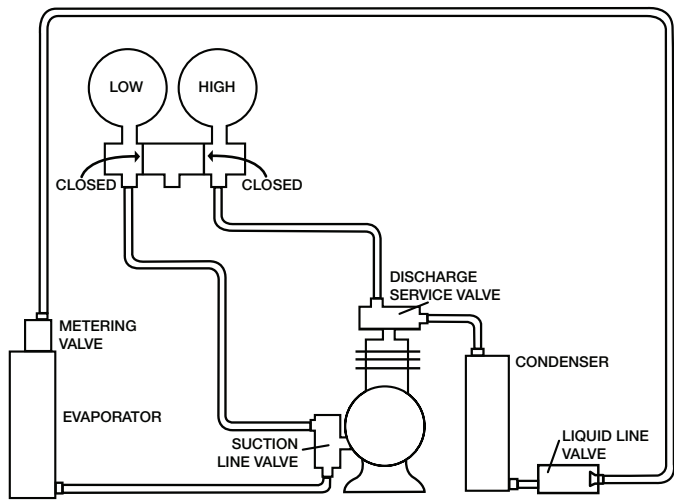 LOW
HIGH
CLOSED
CLOSED
DISCHARGE
SERVICE VALVE
METERING
VALVE
CONDENSER
EVAPORATOR
SUCTION
LINE VALVE
LIQUID LINE
VALVE